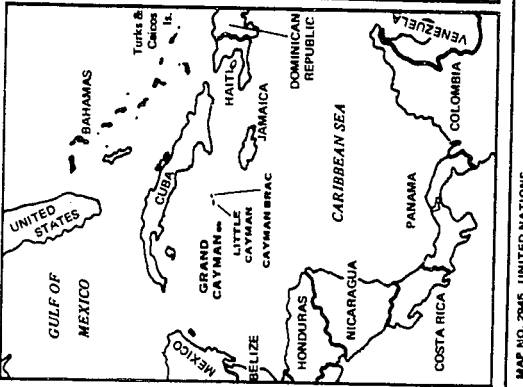 Turks &
Caicos
Is.
BAHAMAS
UNITED
STATES
GULF OF
MEXICO
CUBA
HAITI
DOMINICAN
REPUBLIC
JAMAICA
GRAND
CAYMAN
LITTLE
CAYMAN
CAYMAN BRAC
MEXICO
BELIZE
CARIBBEAN SEA
HONDURAS
NICARAGUA
COSTA RICA
PANAMA
COLOMBIA
VENEZUELA
MAP NO. 2945 UNITED NATIONS